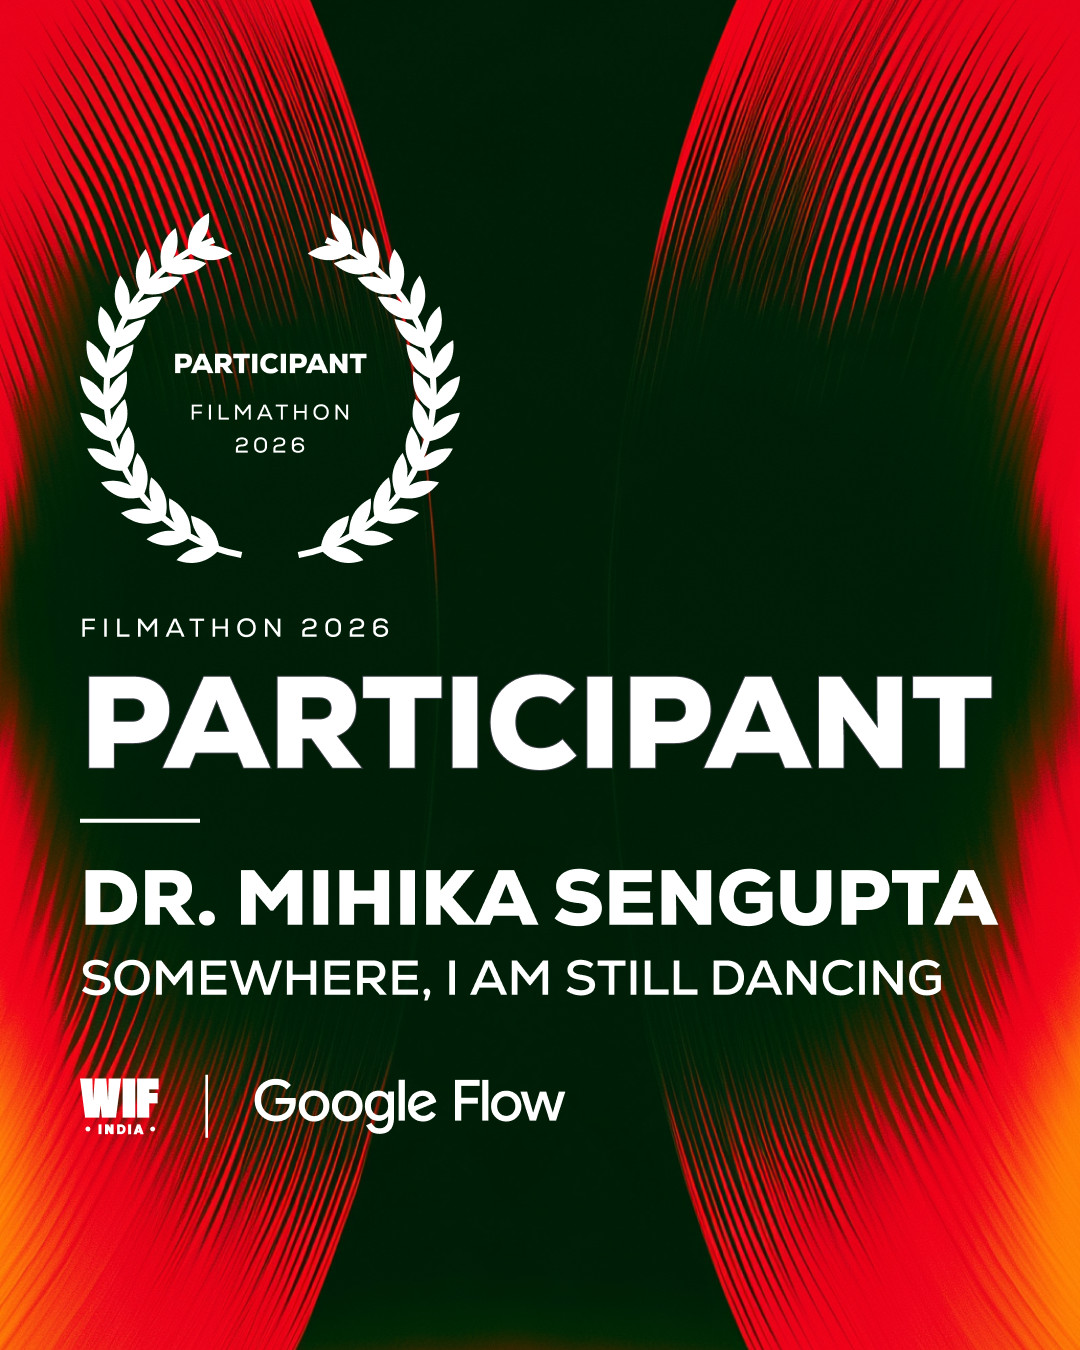 PARTICIPANT
FILMATHON
2026
FILMATHON 2026
PARTICIPANT
DR. MIHIKA SENGUPTA
SOMEWHERE, I AM STILL DANCING
WIF
• INDIA •
Google Flow